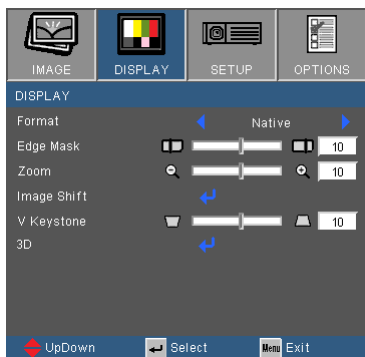 IMAGE DISPLAY SETUP OPTIONS
DISPLAY
Format Native
Edge Mask 10
Zoom 10
Image Shift
V Keystone 10
3D
UpDown Select Menu Exit